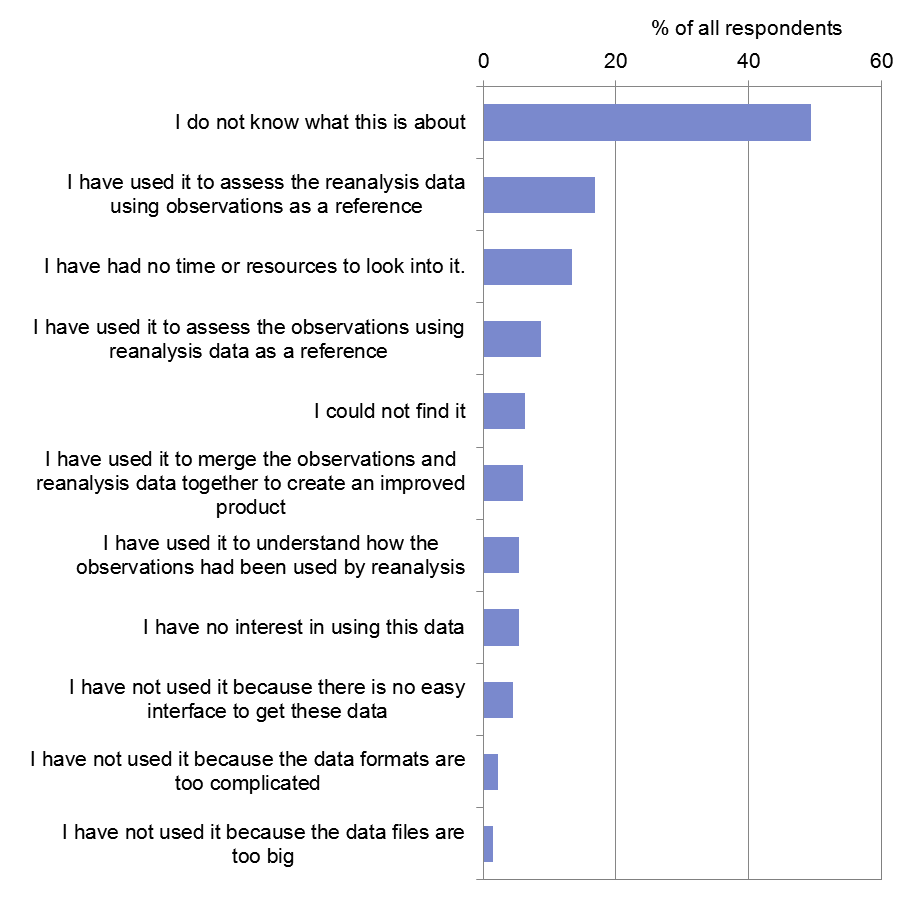 % of all respondents
0 20 40 60
I do not know what this is about
I have used it to assess the reanalysis data
using observations as a reference
I have had no time or resources to look into it.
I have used it to assess the observations using
reanalysis data as a reference
I could not find it
I have used it to merge the observations and
reanalysis data together to create an improved
product
I have used it to understand how the
observations had been used by reanalysis
I have no interest in using this data
I have not used it because there is no easy
interface to get these data
I have not used it because the data formats are
too complicated
I have not used it because the data files are
too big